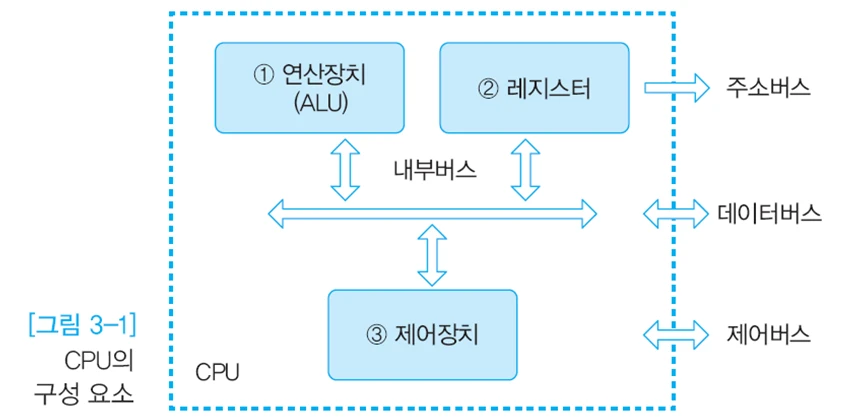 ① 연산장치
(ALU)
② 레지스터
주소버스
내부버스
데이터버스
③ 제어장치
제어버스
CPU
[그림 3-1]
CPU의
구성 요소